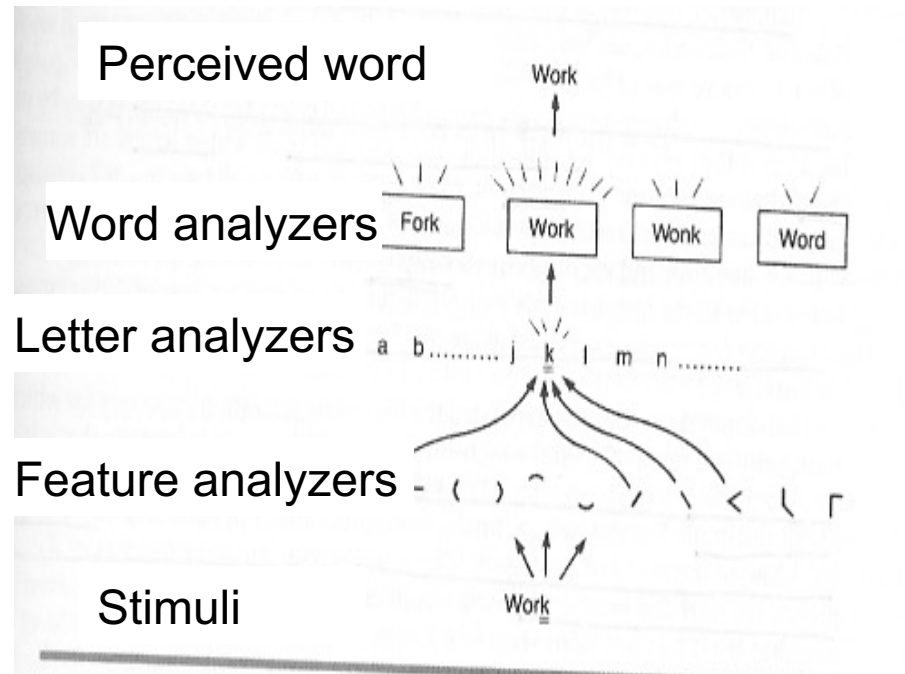 Perceived word
Work
Word analyzers
Fork
Work
Wonk
Word
Letter analyzers
a b.......... j k l m n ..........
Feature analyzers
Stimuli
Work